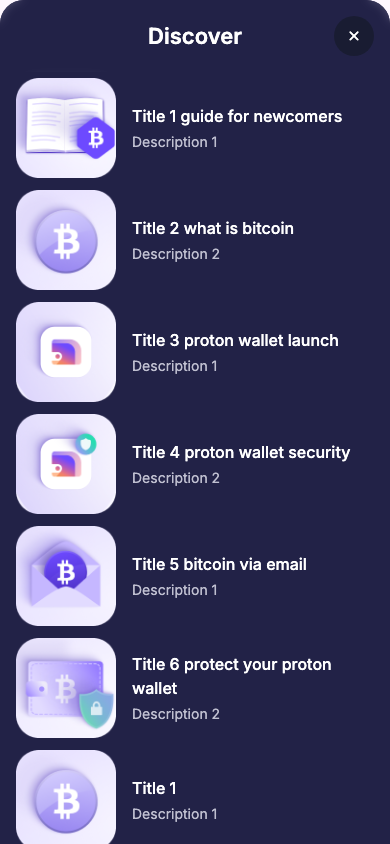 Discover
Title 1 guide for newcomers
Description 1
Title 2 what is bitcoin
Description 2
Title 3 proton wallet launch
Description 1
Title 4 proton wallet security
Description 2
Title 5 bitcoin via email
Description 1
Title 6 protect your proton
wallet
Description 2
Title 1
Description 1